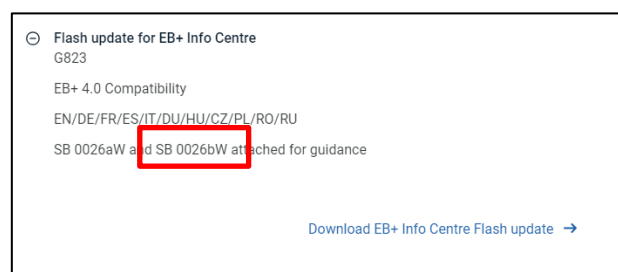 Flash update for EB+ Info Centre
G823
EB+ 4.0 Compatibility
EN/DE/FR/ES/IT/DU/HU/CZ/PL/RO/RU
SB 0026aW and SB 0026bW attached for guidance
Download EB+ Info Centre Flash update →